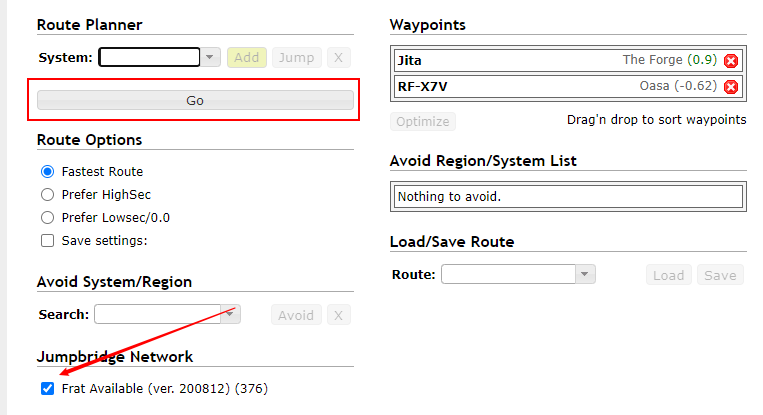 Route Planner
System: Add Jump X
Go
Route Options
Fastest Route
Prefer HighSec
Prefer Lowsec/0.0
Save settings:
Avoid System/Region
Search: Avoid X
Jumpbridge Network
Frat Available (ver. 200812) (376)
Waypoints
Jita The Forge (0.9)
RF-X7V Oasa (-0.62)
Optimize Drag'n drop to sort waypoints
Avoid Region/System List
Nothing to avoid.
Load/Save Route
Route: Load Save